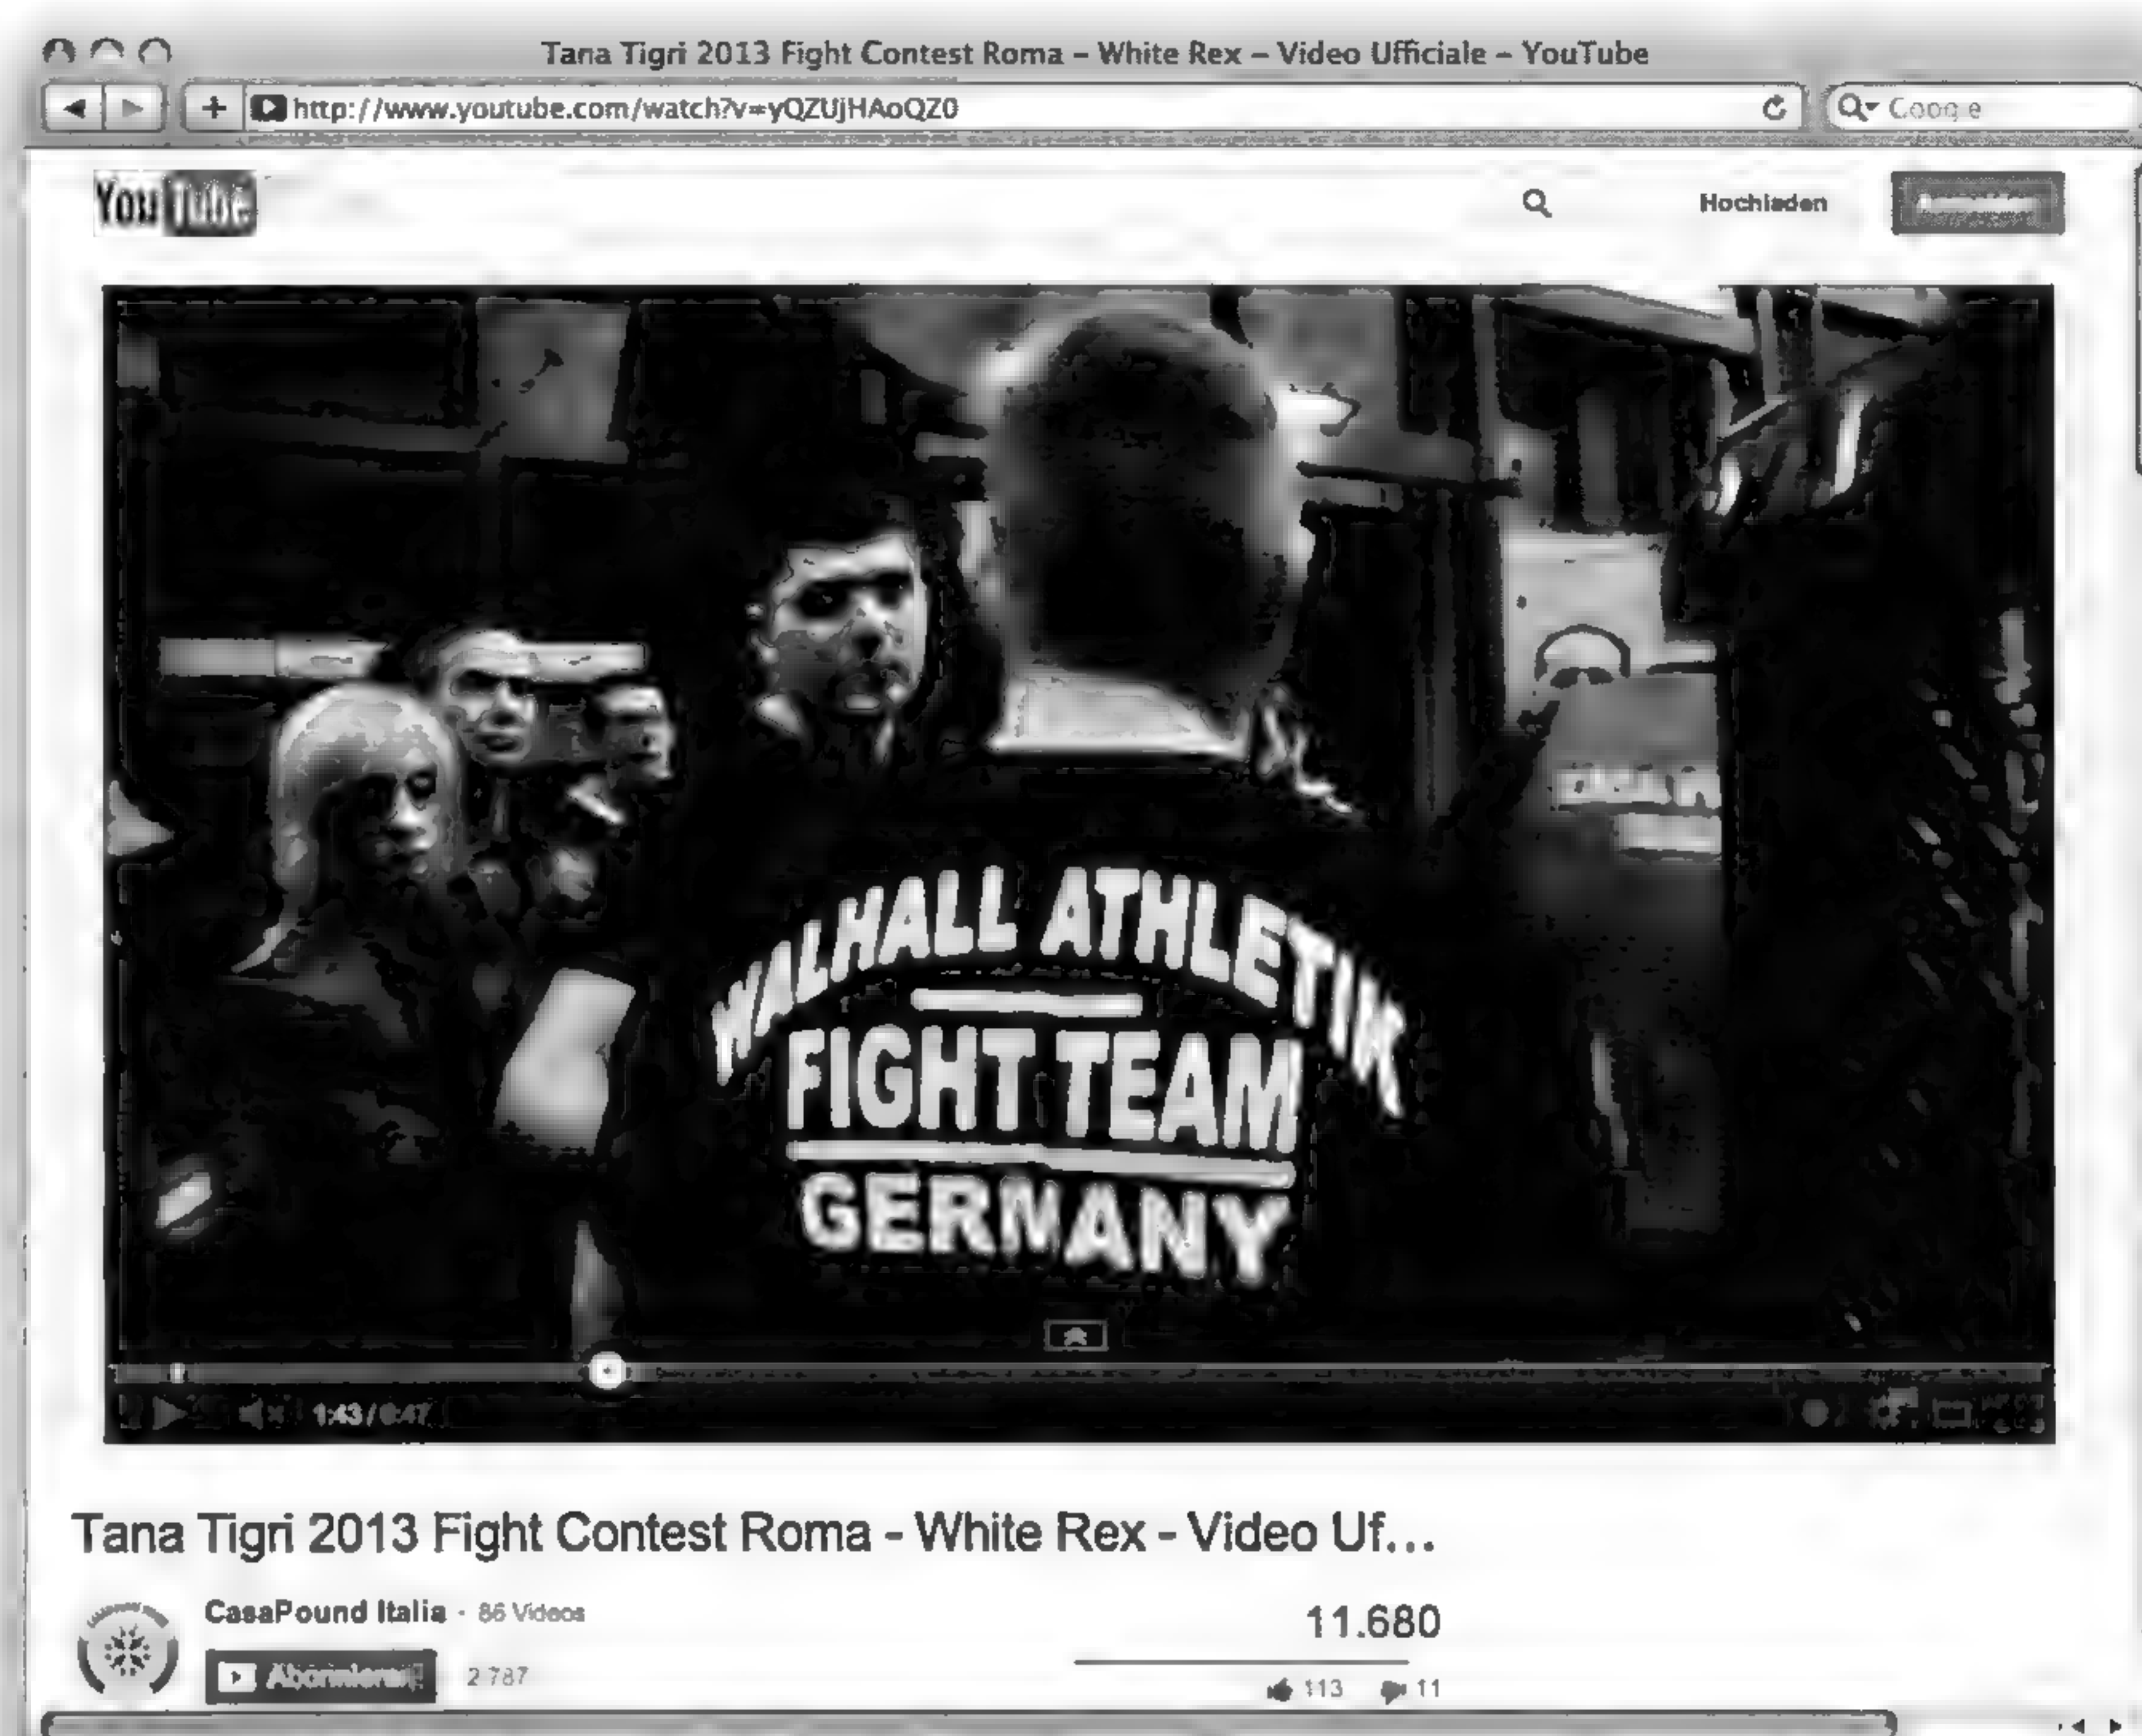 Tana Tigri 2013 Fight Contest Roma – White Rex – Video Ufficiale – YouTube
http://www.youtube.com/watch?v=yQZUjHAoQZ0
YouTube
Hochladen
WALHALL ATHLETIK
FIGHT TEAM
GERMANY
Tana Tigri 2013 Fight Contest Roma - White Rex - Video Uf...
CasaPound Italia · 86 Videos
11.680
2 787
113 11